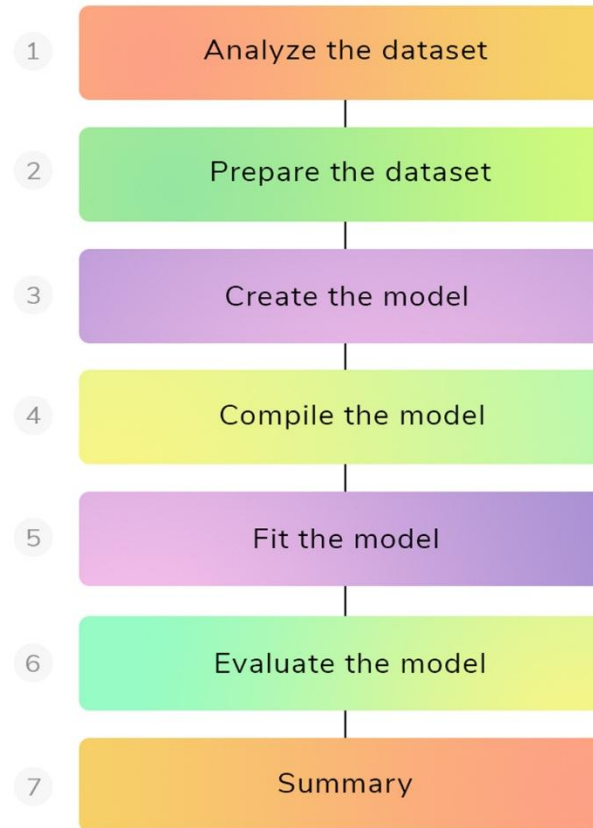 1 Analyze the dataset
2 Prepare the dataset
3 Create the model
4 Compile the model
5 Fit the model
6 Evaluate the model
7 Summary